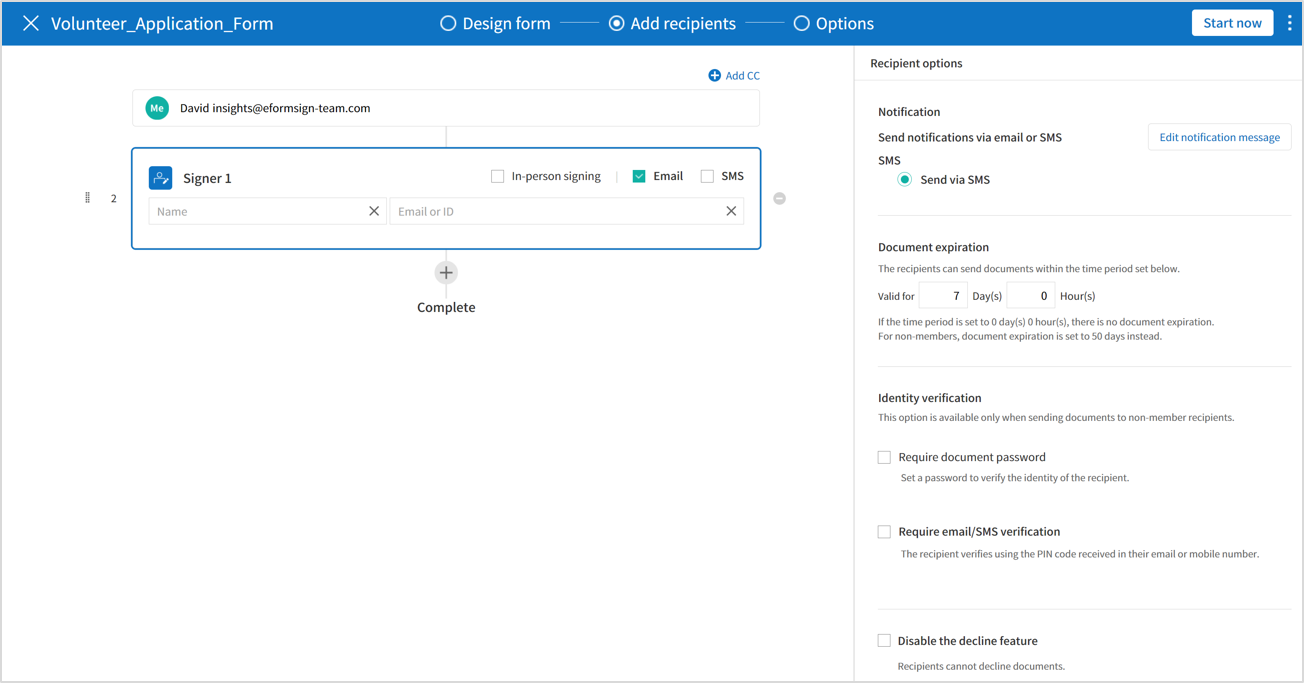 Volunteer_Application_Form
Design form
Add recipients
Options
Start now
Add CC
Me
David insights@eformsign-team.com
2
Signer 1
In-person signing
Email
SMS
Name
Email or ID
Complete
Recipient options
Notification
Send notifications via email or SMS
Edit notification message
SMS
Send via SMS
Document expiration
The recipients can send documents within the time period set below.
Valid for 7 Day(s) 0 Hour(s)
If the time period is set to 0 day(s) 0 hour(s), there is no document expiration.
For non-members, document expiration is set to 50 days instead.
Identity verification
This option is available only when sending documents to non-member recipients.
Require document password
Set a password to verify the identity of the recipient.
Require email/SMS verification
The recipient verifies using the PIN code received in their email or mobile number.
Disable the decline feature
Recipients cannot decline documents.